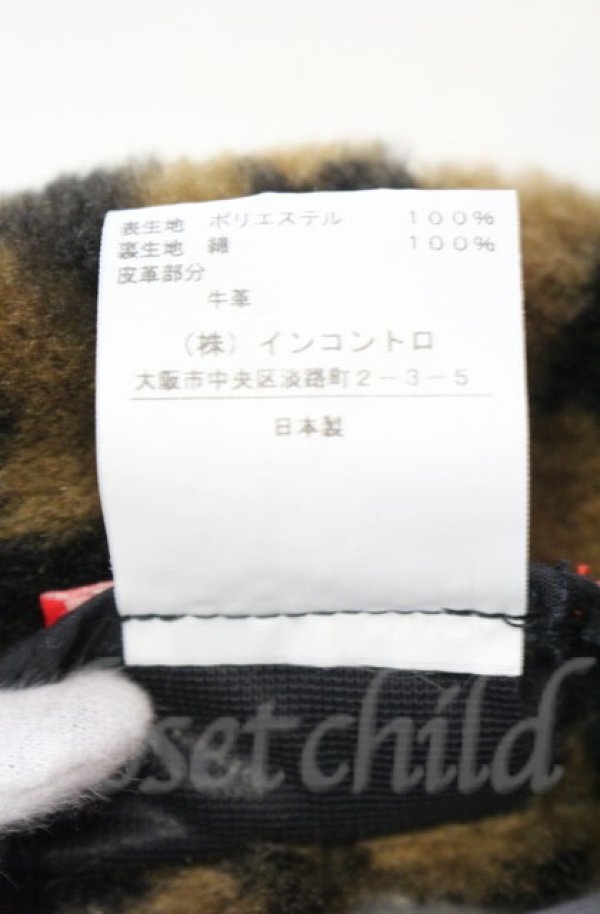 表生地 ポリエステル 100%
裏生地 綿 100%
皮革部分
牛革
(株)インコントロ
大阪市中央区淡路町2-3-5
日本製
setchild